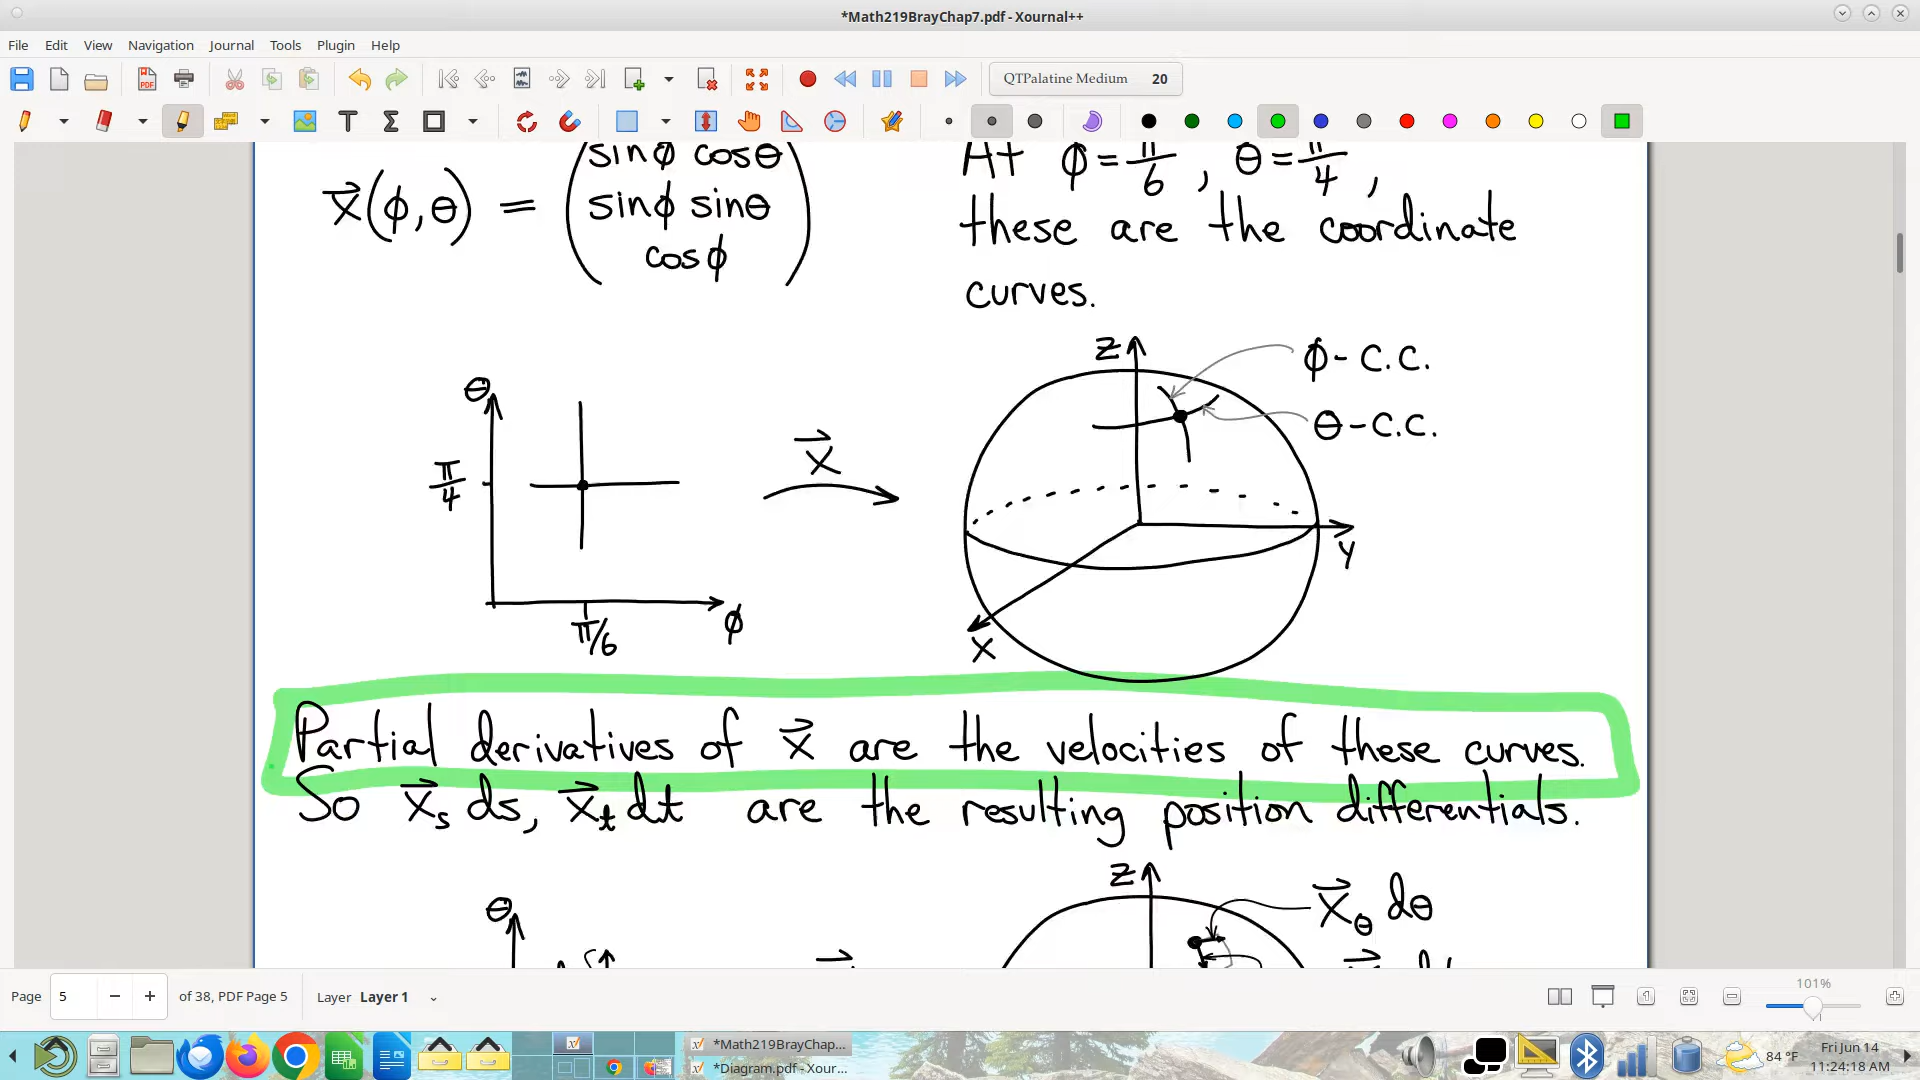 *Math219BrayChap7.pdf - Xournal++
File Edit View Navigation Journal Tools Plugin Help
QTPalatine Medium 20
x⃗(ϕ,θ) = (sinϕ cosθ
sinϕ sinθ
cosϕ)
At ϕ=π/6, θ=π/4,
these are the coordinate
curves.
θ
π/4
π/6
ϕ
x⃗
z
ϕ- C.C.
θ-C.C.
y
x
Partial derivatives of x⃗ are the velocities of these curves.
So x⃗s ds, x⃗t dt are the resulting position differentials.
θ
z
x⃗θ dθ
Page 5 of 38, PDF Page 5 Layer Layer 1
101%
*Math219BrayChap...
*Diagram.pdf - Xour...
84 °F
Fri Jun 14
11:24:18 AM